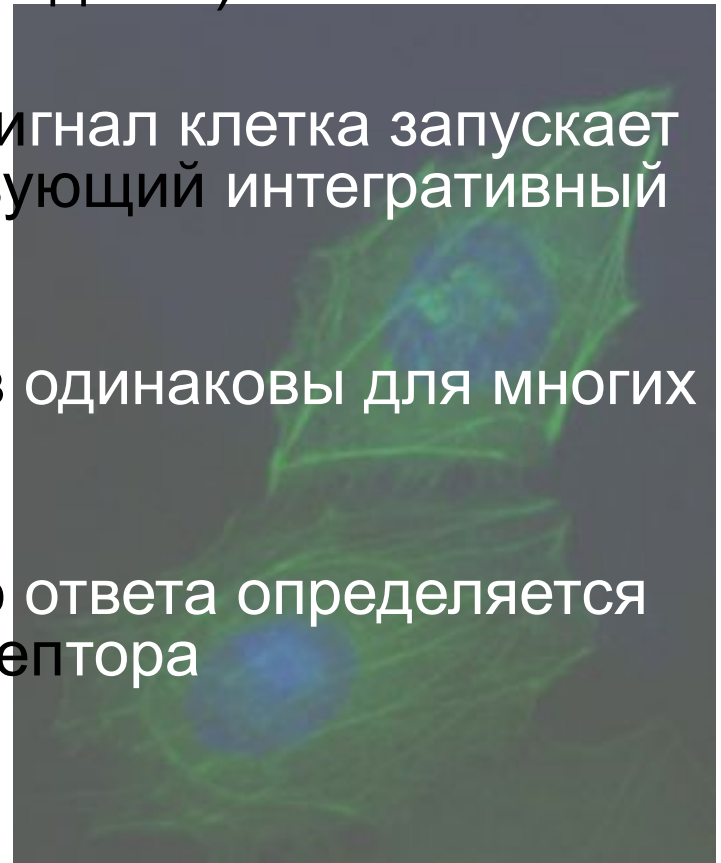 игнал клетка запускает
ующий интегративный
одинаковы для многих
ответа определяется
ептора